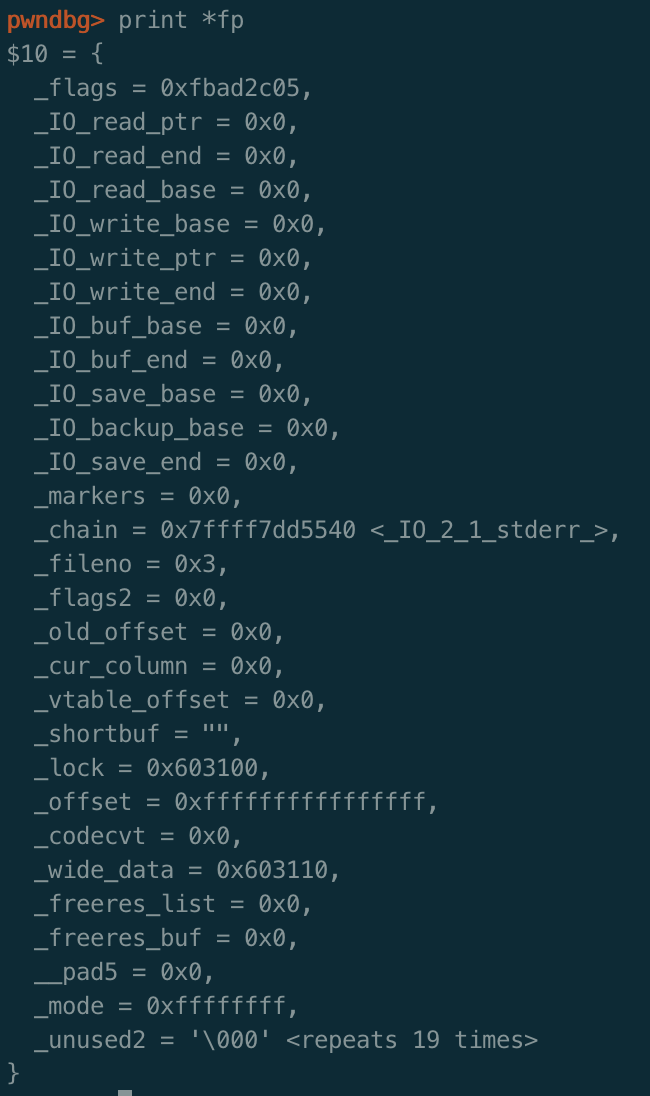 pwndbg> print *fp
$10 = {
  _flags = 0xfbad2c05,
  _IO_read_ptr = 0x0,
  _IO_read_end = 0x0,
  _IO_read_base = 0x0,
  _IO_write_base = 0x0,
  _IO_write_ptr = 0x0,
  _IO_write_end = 0x0,
  _IO_buf_base = 0x0,
  _IO_buf_end = 0x0,
  _IO_save_base = 0x0,
  _IO_backup_base = 0x0,
  _IO_save_end = 0x0,
  _markers = 0x0,
  _chain = 0x7ffff7dd5540 <_IO_2_1_stderr_>,
  _fileno = 0x3,
  _flags2 = 0x0,
  _old_offset = 0x0,
  _cur_column = 0x0,
  _vtable_offset = 0x0,
  _shortbuf = "",
  _lock = 0x603100,
  _offset = 0xffffffffffffffff,
  _codecvt = 0x0,
  _wide_data = 0x603110,
  _freeres_list = 0x0,
  _freeres_buf = 0x0,
  __pad5 = 0x0,
  _mode = 0xffffffff,
  _unused2 = '\000' <repeats 19 times>
}